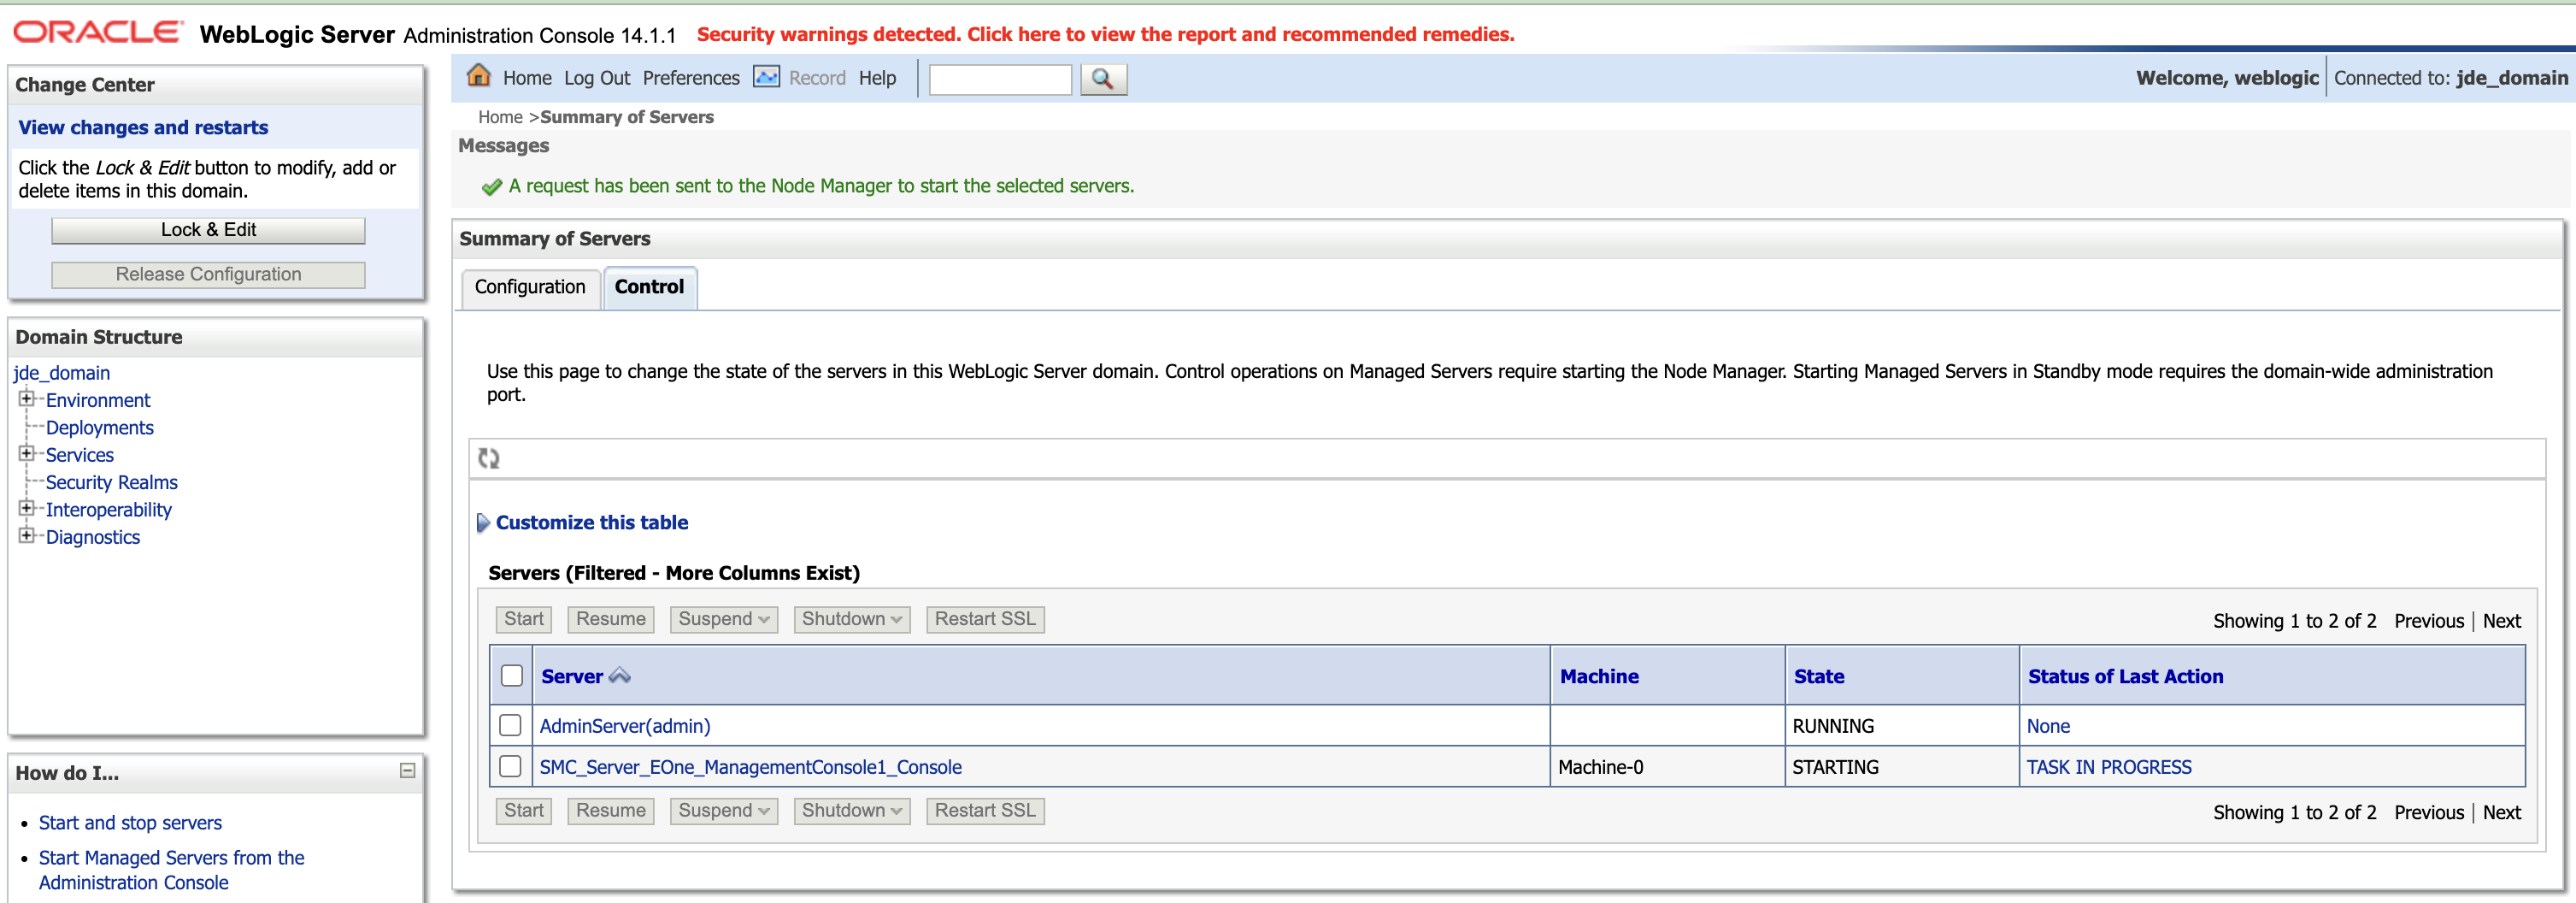 ORACLE WebLogic Server Administration Console 14.1.1 Security warnings detected. Click here to view the report and recommended remedies.
Change Center
View changes and restarts
Click the Lock & Edit button to modify, add or
delete items in this domain.
Lock & Edit
Release Configuration
Domain Structure
jde_domain
Environment
Deployments
Services
Security Realms
Interoperability
Diagnostics
How do I...
Start and stop servers
Start Managed Servers from the
Administration Console
Home Log Out Preferences Record Help
Welcome, weblogic Connected to: jde_domain
Home >Summary of Servers
Messages
A request has been sent to the Node Manager to start the selected servers.
Summary of Servers
Configuration Control
Use this page to change the state of the servers in this WebLogic Server domain. Control operations on Managed Servers require starting the Node Manager. Starting Managed Servers in Standby mode requires the domain-wide administration
port.
Customize this table
Servers (Filtered - More Columns Exist)
Start Resume Suspend Shutdown Restart SSL Showing 1 to 2 of 2 Previous | Next
Server Machine State Status of Last Action
AdminServer(admin) RUNNING None
SMC_Server_EOne_ManagementConsole1_Console Machine-0 STARTING TASK IN PROGRESS
Start Resume Suspend Shutdown Restart SSL Showing 1 to 2 of 2 Previous | Next